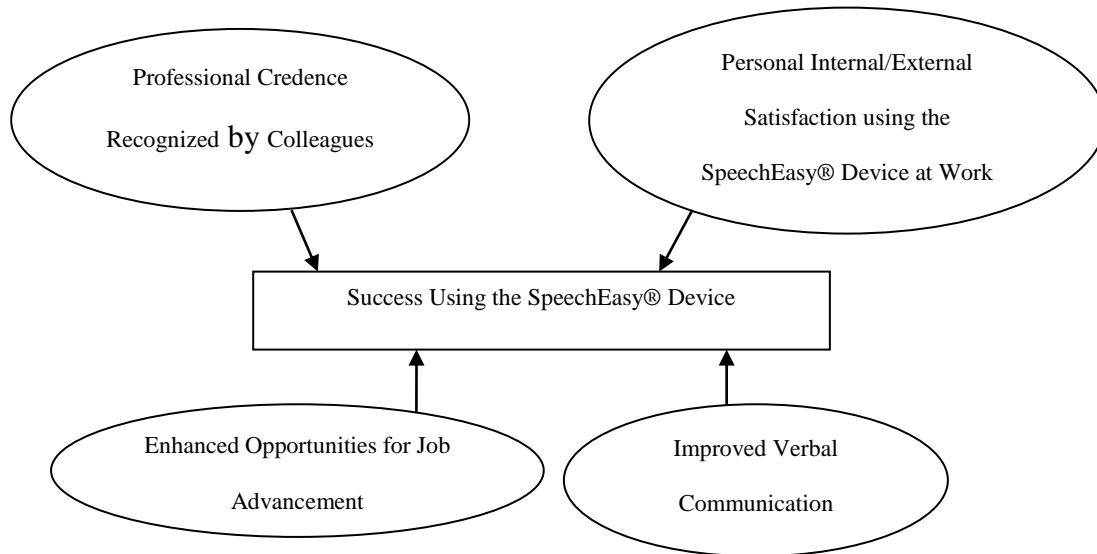 Professional Credence
Recognized by Colleagues
Personal Internal/External
Satisfaction using the
SpeechEasy® Device at Work
Success Using the SpeechEasy® Device
Enhanced Opportunities for Job
Advancement
Improved Verbal
Communication